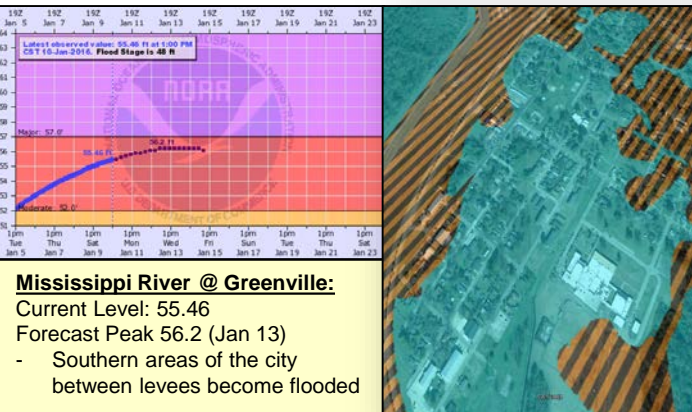 19Z 19Z 19Z 19Z 19Z 19Z 19Z 19Z 19Z 19Z
Jan 5 Jan 7 Jan 9 Jan 11 Jan 13 Jan 15 Jan 17 Jan 19 Jan 21 Jan 23
64
Latest observed value: 55.46 ft at 1:00 PM
CST 10-Jan-2016. Flood Stage is 48 ft
63
62
61
NOAA
60
59
58
Major: 57.0'
57
56.2 ft
56
55.46 ft
55
54
53
Moderate: 52.0'
52
51
1pm 1pm 1pm 1pm 1pm 1pm 1pm 1pm 1pm 1pm
Tue Thu Sat Mon Wed Fri Sun Tue Thu Sat
Jan 5 Jan 7 Jan 9 Jan 11 Jan 13 Jan 15 Jan 17 Jan 19 Jan 21 Jan 23
Mississippi River @ Greenville:
Current Level: 55.46
Forecast Peak 56.2 (Jan 13)
- Southern areas of the city
between levees become flooded